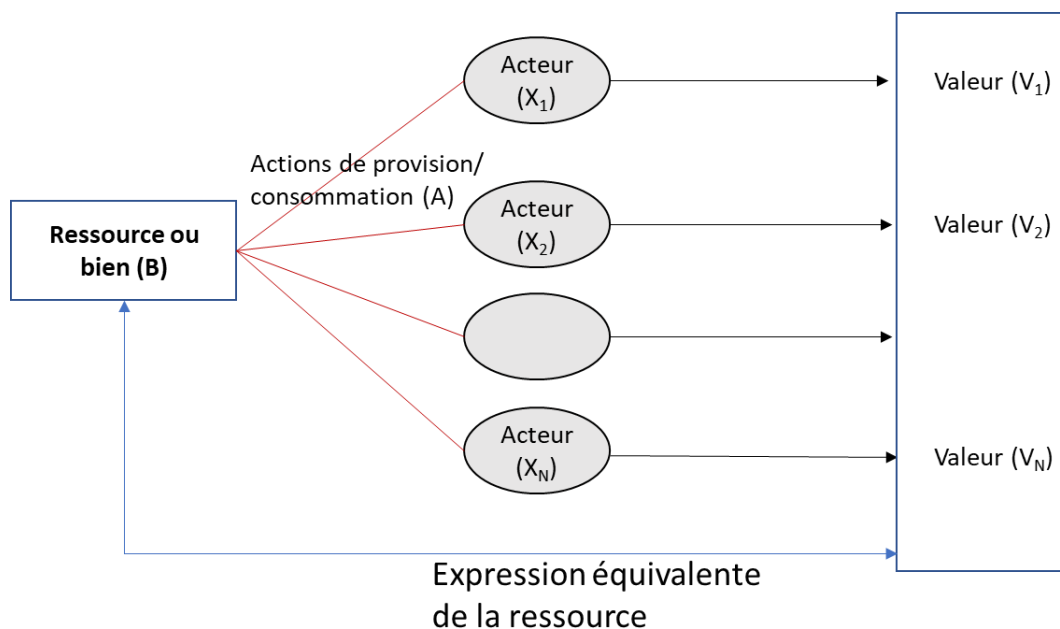 Acteur
(X1)
Valeur (V1)
Actions de provision/
consommation (A)
Ressource ou
bien (B)
Acteur
(X2)
Valeur (V2)
Acteur
(XN)
Valeur (VN)
Expression équivalente
de la ressource